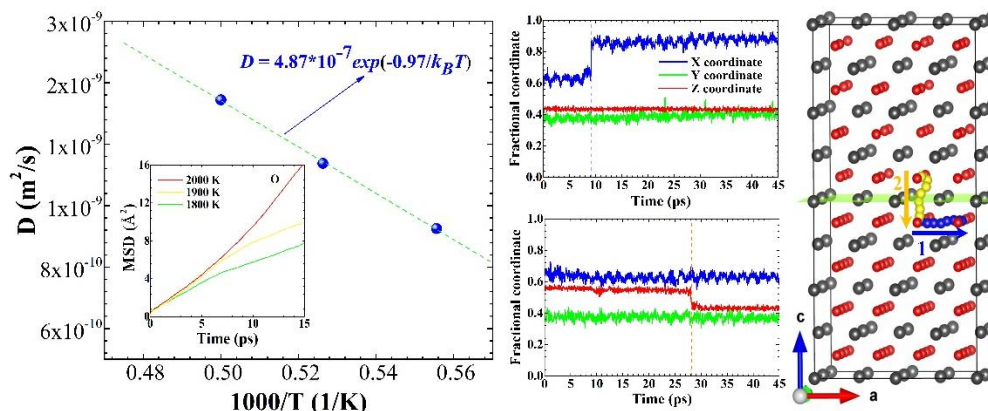 3x10⁻⁹
2x10⁻⁹
1x10⁻⁹
1x10⁻⁹
8x10⁻¹⁰
6x10⁻¹⁰
D (m²/s)
D = 4.87*10⁻⁷ exp(-0.97/k_BT)
16
12
8
4
0
MSD (Å²)
2000 K
1900 K
1800 K
O
0 5 10 15
Time (ps)
0.48 0.50 0.52 0.54 0.56
1000/T (1/K)
1.0
0.8
0.6
0.4
0.2
0.0
Fractional coordinate
X coordinate
Y coordinate
Z coordinate
0 5 10 15 20 25 30 35 40 45
Time (ps)
1.0
0.8
0.6
0.4
0.2
0.0
Fractional coordinate
0 5 10 15 20 25 30 35 40 45
Time (ps)
2
1
c
a